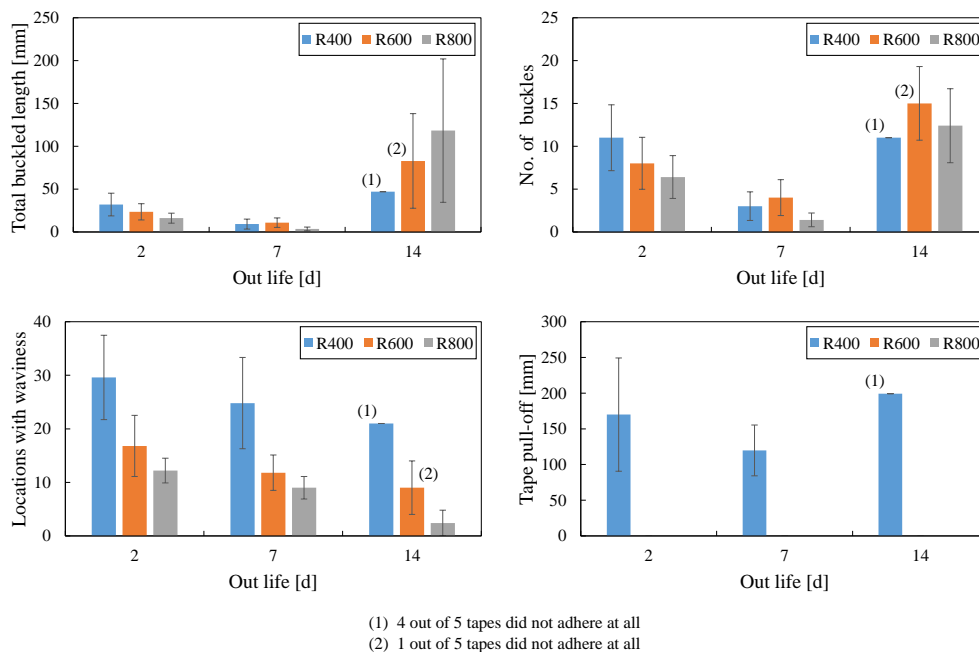 Total buckled length [mm]
250
200
150
100
50
0
R400 R600 R800
(1)
(2)
2 7 14
Out life [d]
No. of buckles
25
20
15
10
5
0
R400 R600 R800
(1)
(2)
2 7 14
Out life [d]
Locations with waviness
40
30
20
10
0
R400 R600 R800
(1)
(2)
2 7 14
Out life [d]
Tape pull-off [mm]
300
250
200
150
100
50
0
R400 R600 R800
(1)
2 7 14
Out life [d]
(1) 4 out of 5 tapes did not adhere at all
(2) 1 out of 5 tapes did not adhere at all